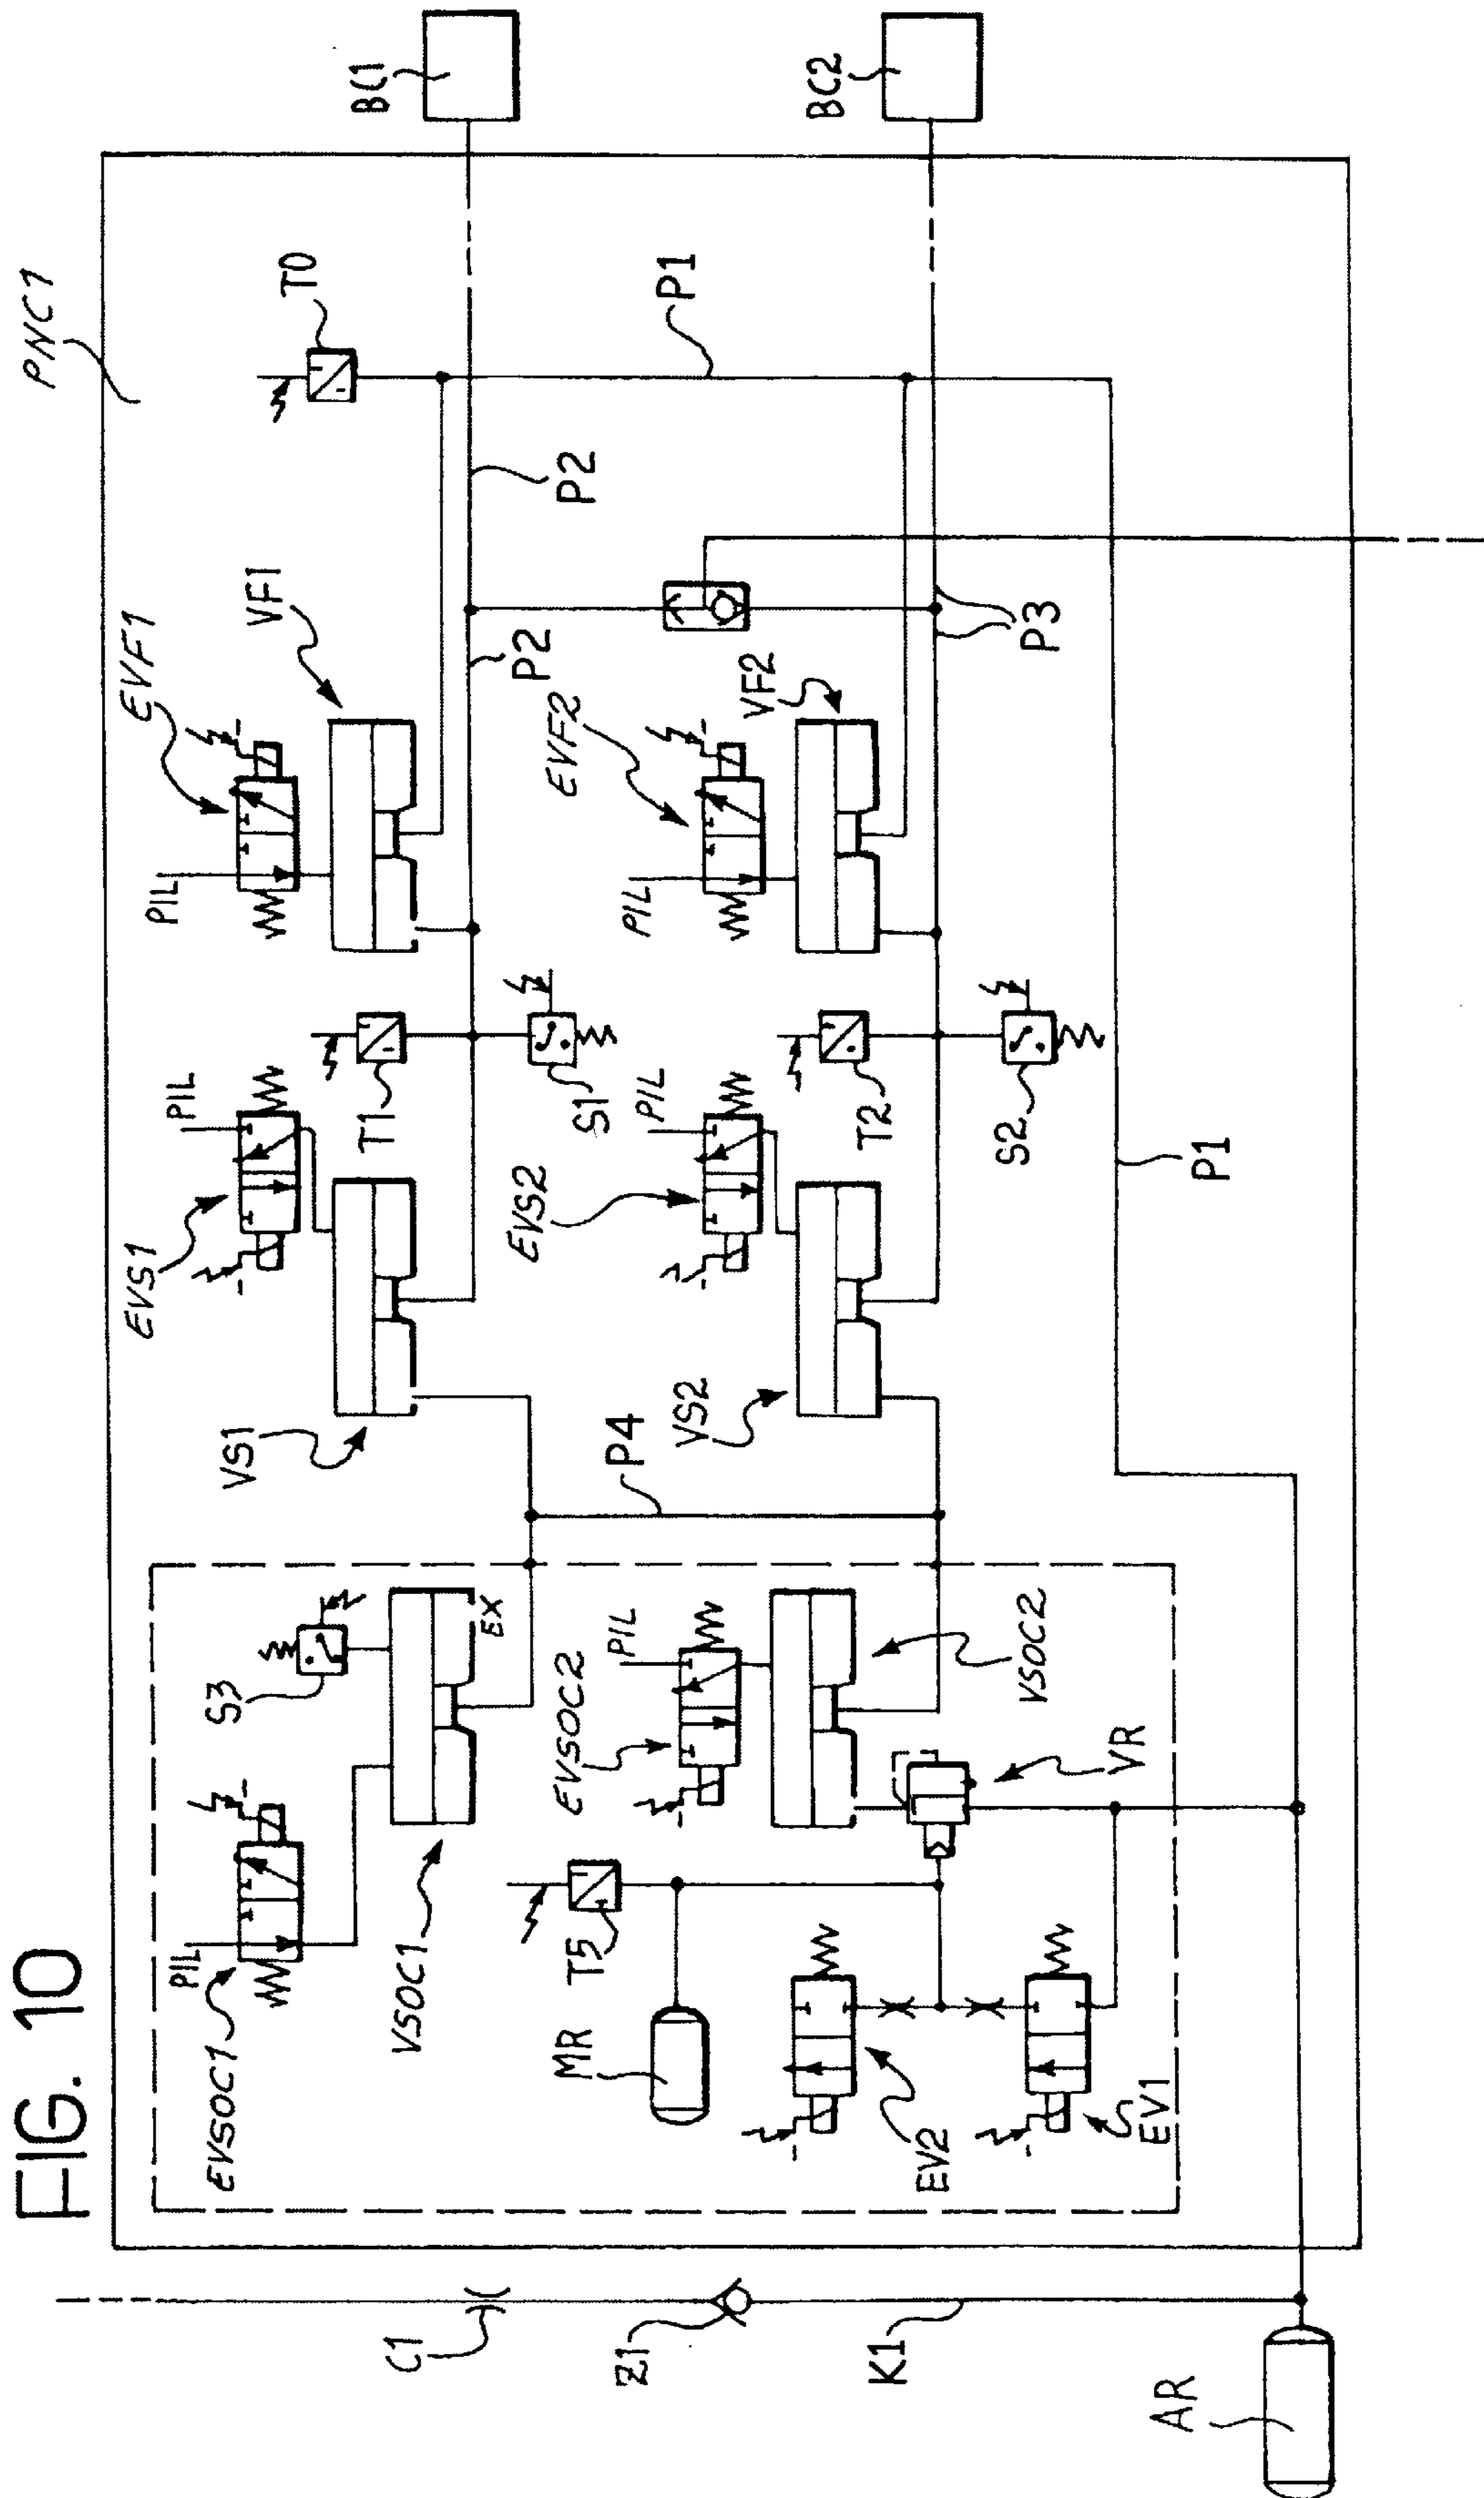 FIG. 10
PNC1
BC1
BC2
T0
P1
P2
EVF1
VF1
P2
PIL
EVF2
VF2
P3
PIL
EVS1
PIL
T1
S1
VS1
EVS2
PIL
T2
S2
VS2
P4
P1
S3
EX
EVSOC1
PIL
VSOC1
EVSOC2
PIL
VSOC2
VR
T5
MR
EV2
EV1
C1
Z1
K1
AR